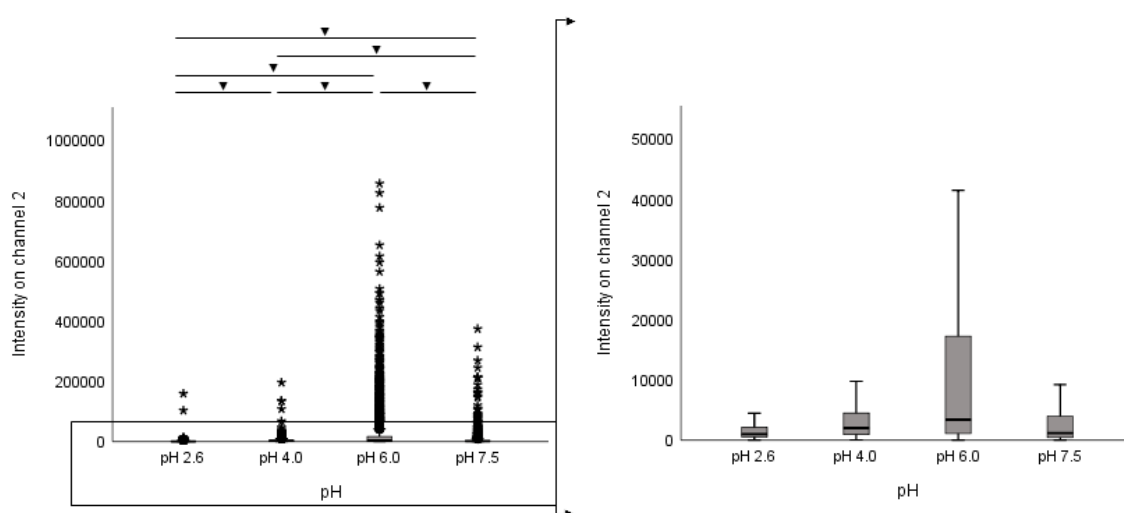 Intensity on channel 2
1000000
800000
600000
400000
200000
0
pH 2.6
pH 4.0
pH 6.0
pH 7.5
pH
Intensity on channel 2
50000
40000
30000
20000
10000
0
pH 2.6
pH 4.0
pH 6.0
pH 7.5
pH